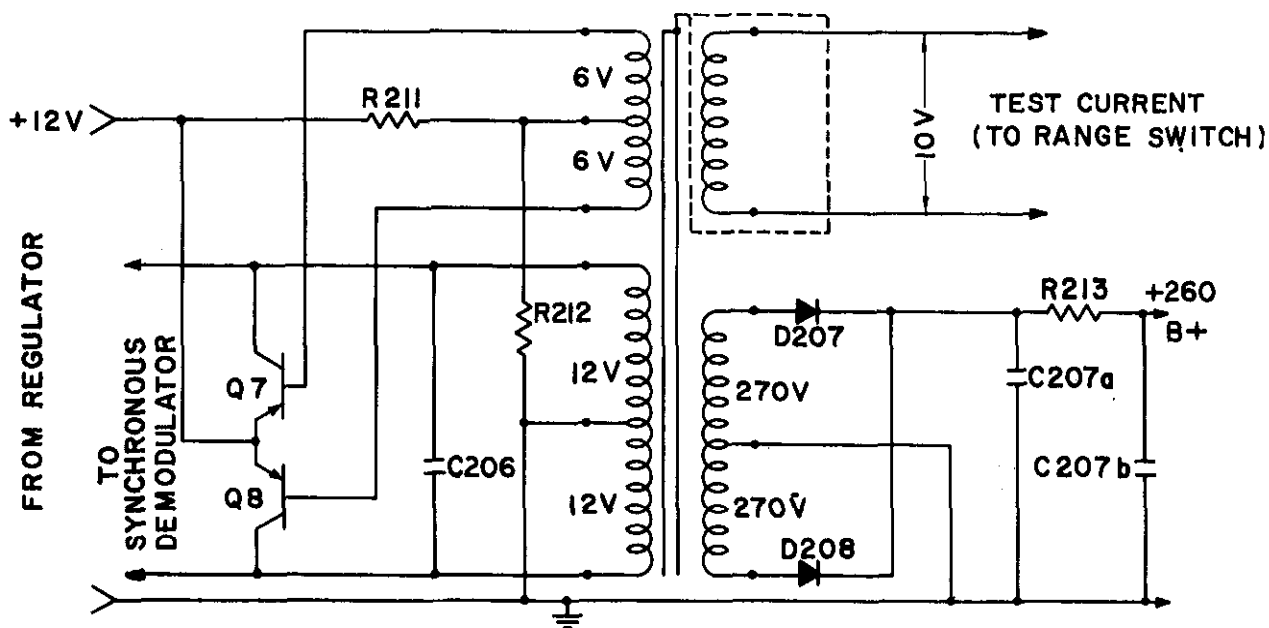 6V
R211
+12V
6V
10V
TEST CURRENT
(TO RANGE SWITCH)
FROM REGULATOR
TO
SYNCHRONOUS
DEMODULATOR
Q7
Q8
C206
R212
12V
12V
D207
270V
270V
D208
R213
+260
B+
C207a
C207b